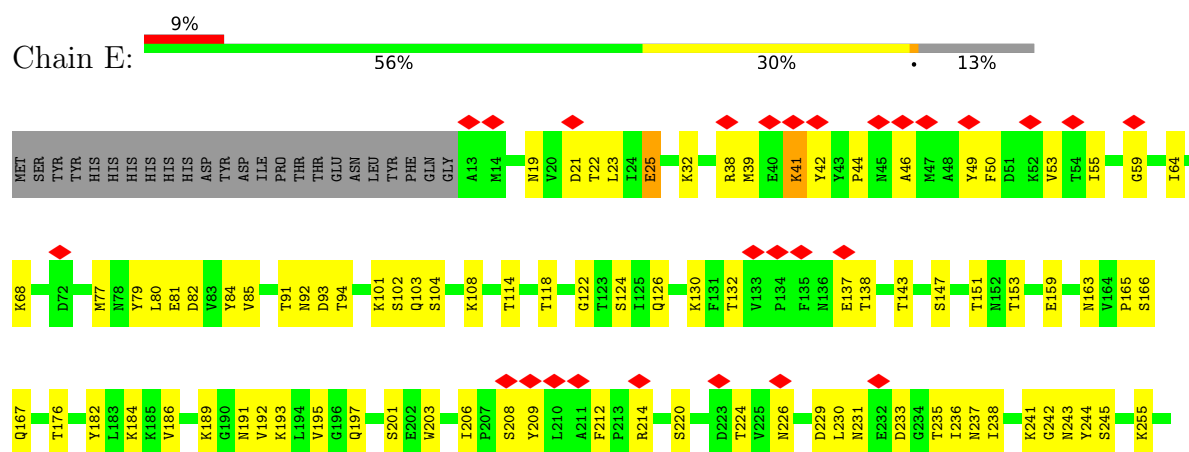 9%
Chain E:
56% 30% • 13%
MET SER TYR TYR HIS HIS HIS HIS HIS HIS ASP TYR ASP ILE PRO THR THR GLU ASN LEU TYR PHE GLN GLY A13 M14 N19 V20 D21 T22 L23 I24 E25 K32 R38 M39 E40 K41 Y42 Y43 P44 N45 A46 M47 A48 Y49 F50 D51 K52 V53 T54 I55 G59 I64
K68 D72 M77 N78 Y79 L80 E81 D82 V83 Y84 V85 T91 N92 D93 T94 K101 S102 Q103 S104 K108 T114 T118 G122 T123 S124 I125 Q126 K130 F131 T132 V133 P134 F135 N136 E137 T138 T143 S147 T151 N152 T153 E159 N163 V164 P165 S166
Q167 T176 Y182 L183 K184 K185 V186 K189 G190 N191 V192 K193 L194 V195 G196 Q197 S201 E202 W203 I206 P207 S208 Y209 L210 A211 F212 P213 R214 S220 D223 T224 V225 N226 D229 L230 N231 E232 D233 G234 T235 I236 N237 I238 K241 G242 N243 Y244 S245 K255